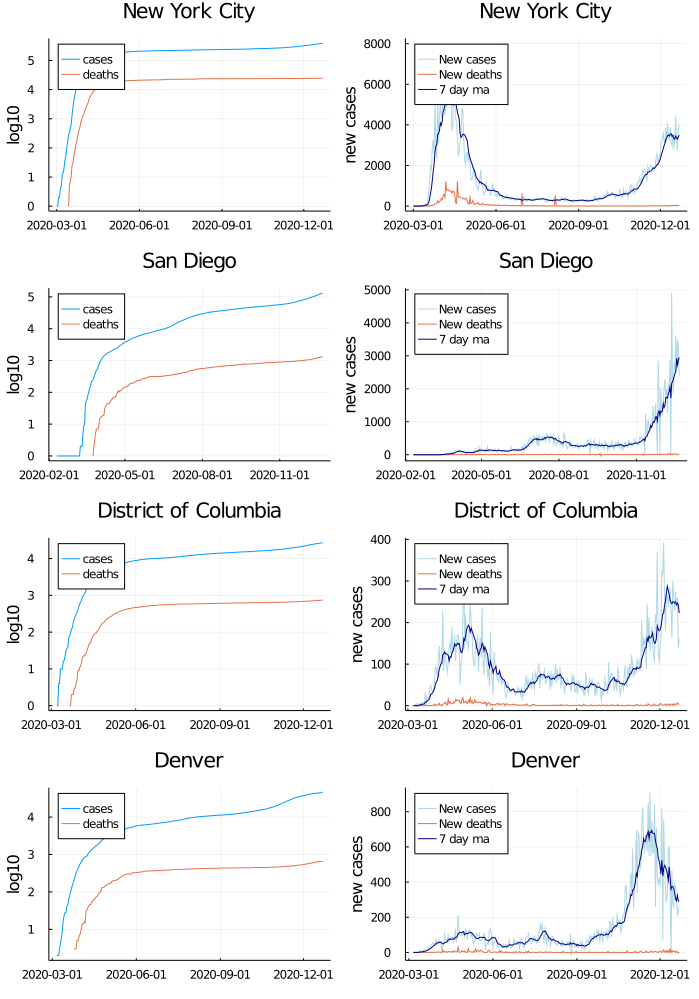 New York City
log10
5
4
3
2
1
0
cases
deaths
2020-03-01 2020-06-01 2020-09-01 2020-12-01
New York City
new cases
8000
6000
4000
2000
0
New cases
New deaths
7 day ma
2020-03-01 2020-06-01 2020-09-01 2020-12-01
San Diego
log10
5
4
3
2
1
0
cases
deaths
2020-02-01 2020-05-01 2020-08-01 2020-11-01
San Diego
new cases
5000
4000
3000
2000
1000
0
New cases
New deaths
7 day ma
2020-02-01 2020-05-01 2020-08-01 2020-11-01
District of Columbia
log10
4
3
2
1
0
cases
deaths
2020-03-01 2020-06-01 2020-09-01 2020-12-01
District of Columbia
new cases
400
300
200
100
0
New cases
New deaths
7 day ma
2020-03-01 2020-06-01 2020-09-01 2020-12-01
Denver
log10
4
3
2
1
cases
deaths
2020-03-01 2020-06-01 2020-09-01 2020-12-01
Denver
new cases
800
600
400
200
0
New cases
New deaths
7 day ma
2020-03-01 2020-06-01 2020-09-01 2020-12-01